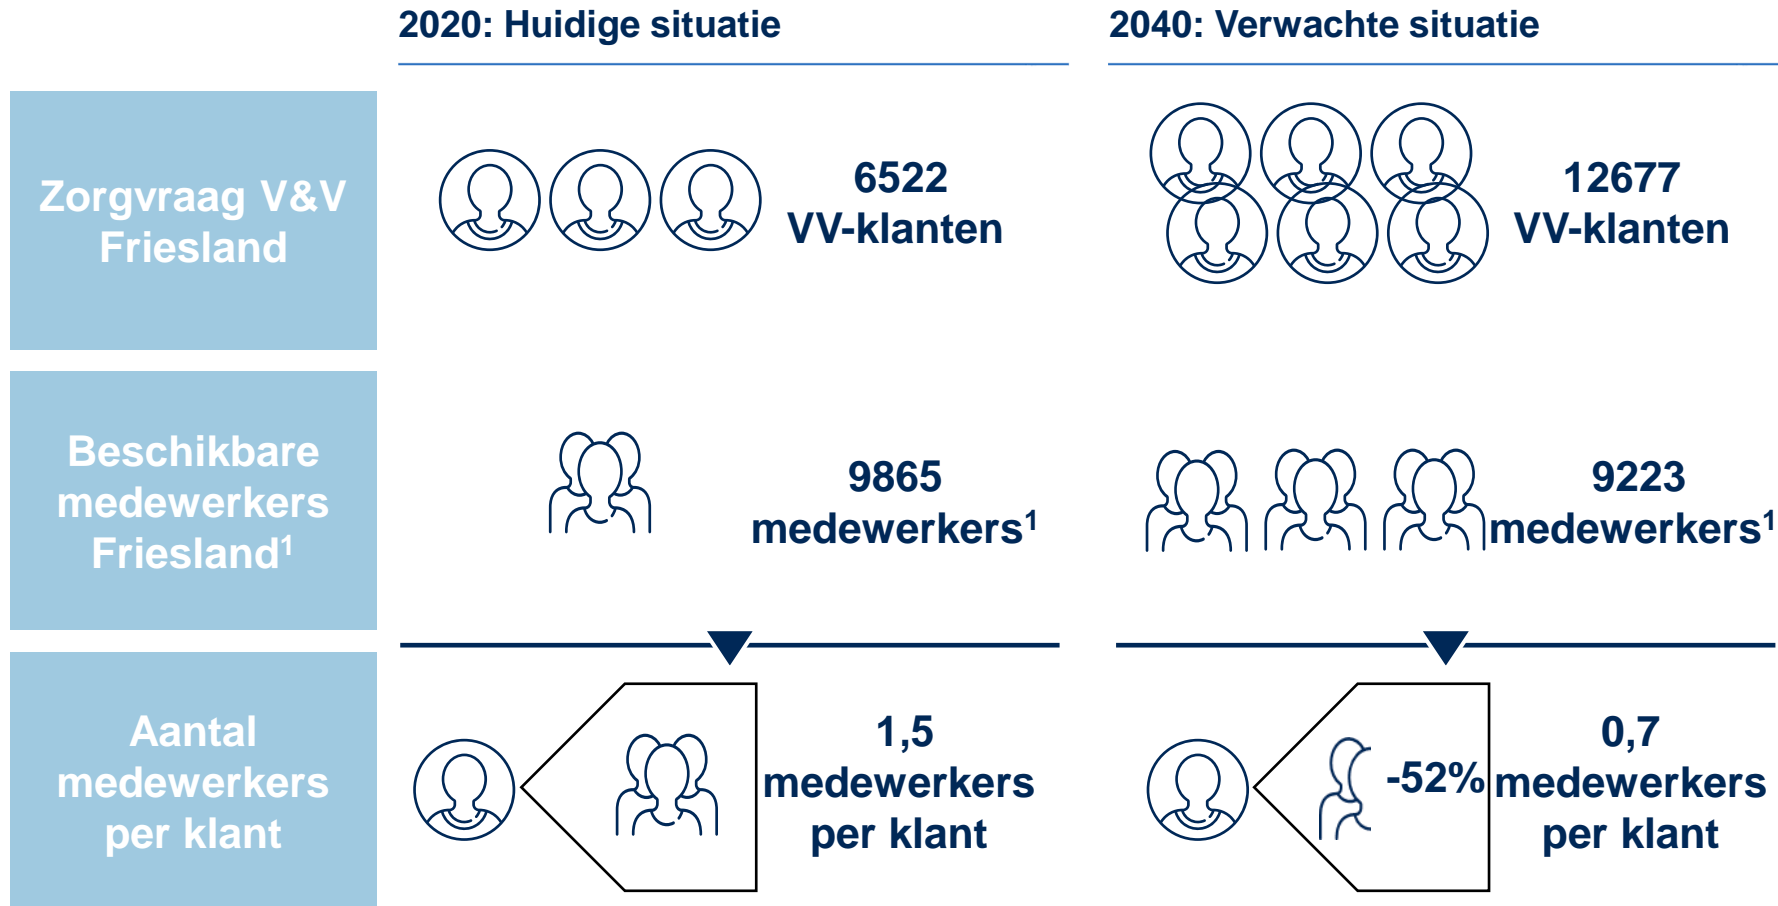 2020: Huidige situatie
2040: Verwachte situatie
Zorgvraag V&V
Friesland
6522
VV-klanten
12677
VV-klanten
Beschikbare
medewerkers
Friesland¹
9865
medewerkers¹
9223
medewerkers¹
Aantal
medewerkers
per klant
1,5
medewerkers
per klant
-52%
0,7
medewerkers
per klant